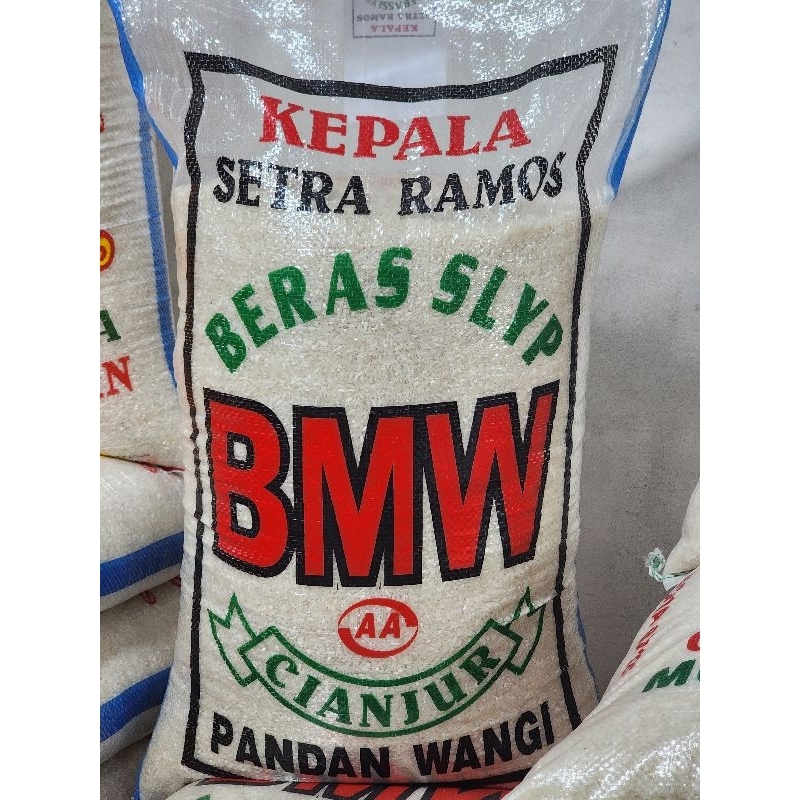 KEPALA
SETRA RAMOS
BERAS SLYP
BMW
AA
CIANJUR
PANDAN WANGI